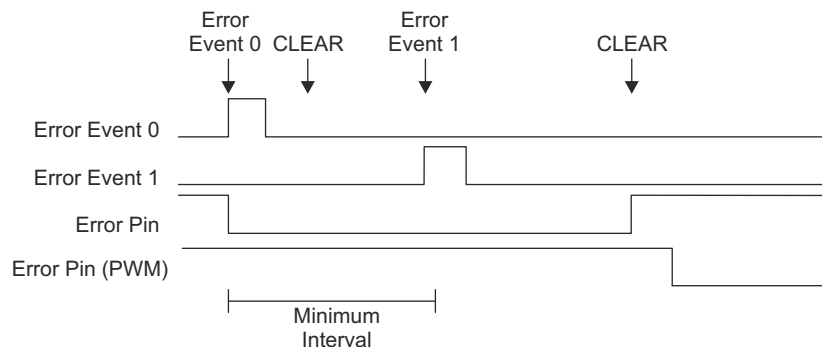 Error
Event 0
CLEAR
Error
Event 1
CLEAR
Error Event 0
Error Event 1
Error Pin
Error Pin (PWM)
Minimum
Interval